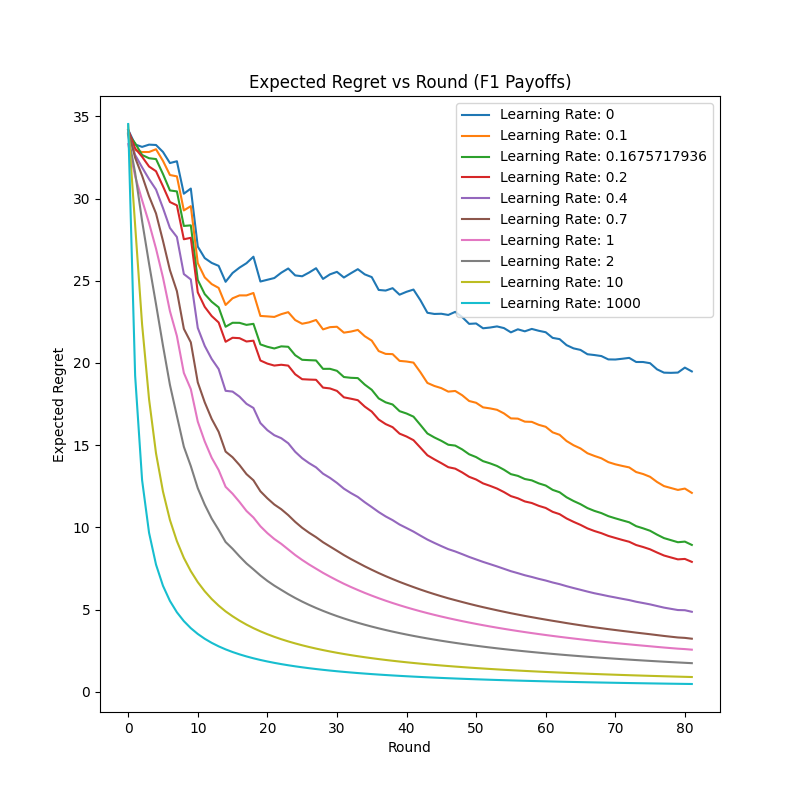 Expected Regret vs Round (F1 Payoffs)
Learning Rate: 0
Learning Rate: 0.1
Learning Rate: 0.1675717936
Learning Rate: 0.2
Learning Rate: 0.4
Learning Rate: 0.7
Learning Rate: 1
Learning Rate: 2
Learning Rate: 10
Learning Rate: 1000
Expected Regret
35
30
25
20
15
10
5
0
0 10 20 30 40 50 60 70 80
Round